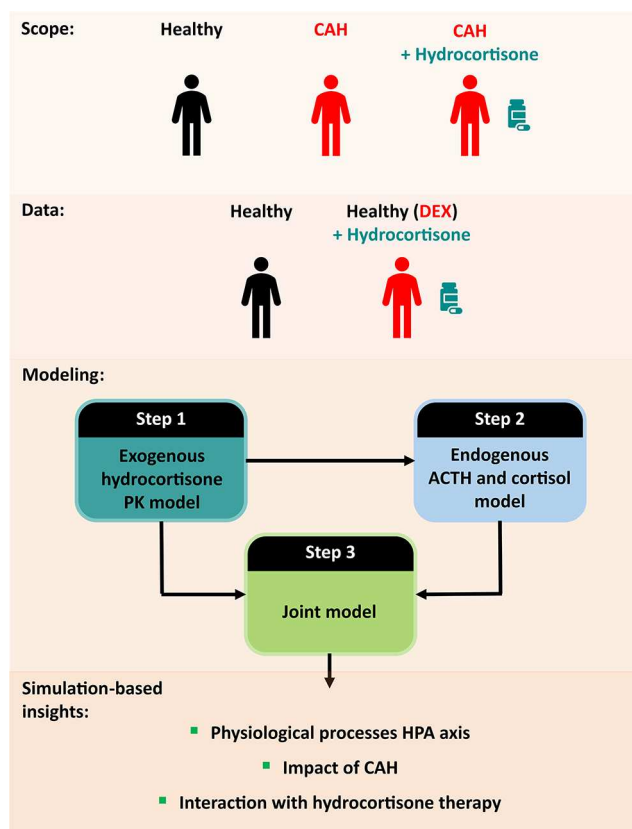 Scope:
Healthy
CAH
CAH
+ Hydrocortisone
Data:
Healthy
Healthy (DEX)
+ Hydrocortisone
Modeling:
Step 1
Exogenous
hydrocortisone
PK model
Step 2
Endogenous
ACTH and cortisol
model
Step 3
Joint model
Simulation-based
insights:
Physiological processes HPA axis
Impact of CAH
Interaction with hydrocortisone therapy